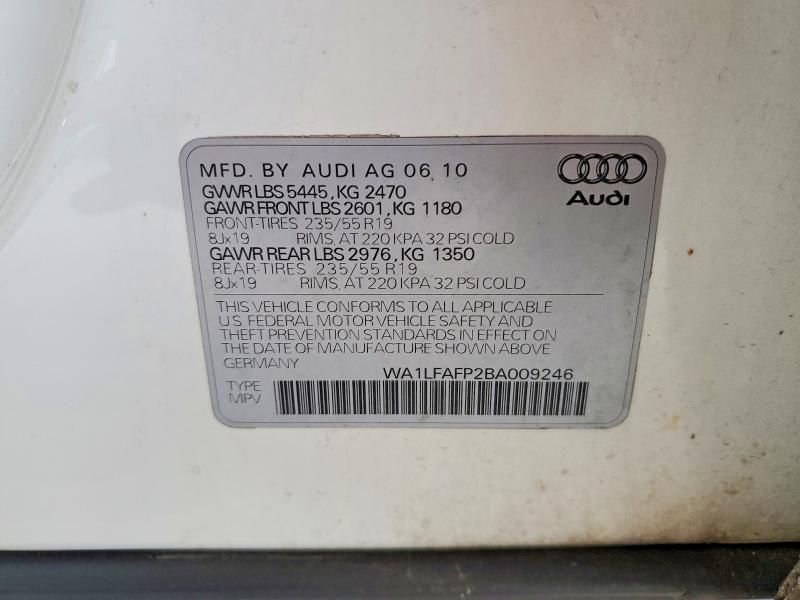 MFD. BY AUDI AG 06.10
GVWR LBS 5445, KG 2470
GAWR FRONT LBS 2601, KG 1180
FRONT-TIRES 235/55 R19
8Jx19 RIMS, AT 220 KPA 32 PSI COLD
GAWR REAR LBS 2976, KG 1350
REAR-TIRES 235/55 R19
8Jx19 RIMS, AT 220 KPA 32 PSI COLD
Audi
THIS VEHICLE CONFORMS TO ALL APPLICABLE
U.S. FEDERAL MOTOR VEHICLE SAFETY AND
THEFT PREVENTION STANDARDS IN EFFECT ON
THE DATE OF MANUFACTURE SHOWN ABOVE
GERMANY
WA1LFAFP2BA009246
TYPE
MPV